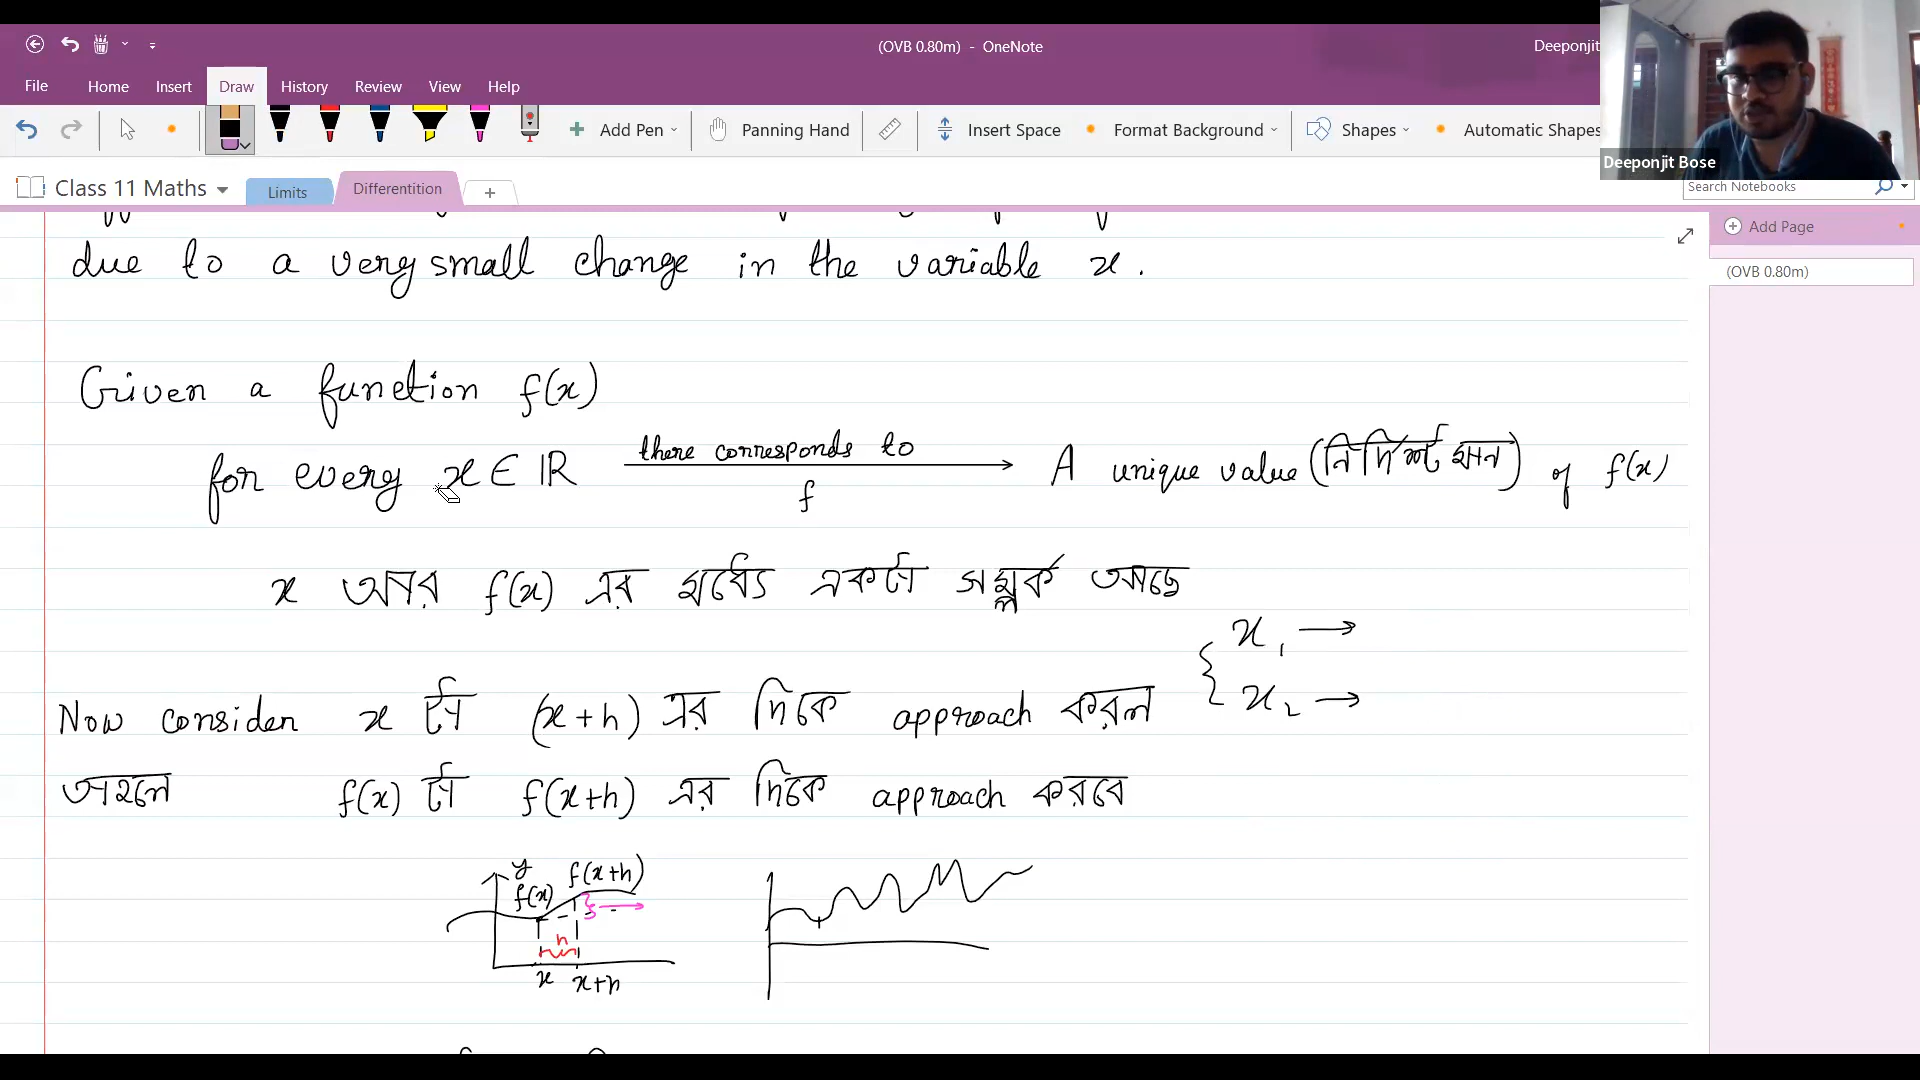 (OVB 0.80m) - OneNote
Deeponjit
File Home Insert Draw History Review View Help
Add Pen Panning Hand Insert Space Format Background Shapes Automatic Shapes
Deeponjit Bose
Class 11 Maths Limits Differentition
Search Notebooks
Add Page
(OVB 0.80m)
due to a very small change in the variable x.
Given a function f(x)
for every x ∈ ℝ there corresponds to f A unique value (নির্দিষ্ট মান) of f(x)
x আর f(x) এর মধ্যে একটা সম্পর্ক আছে
x₁ →
x₂ →
Now consider x টা (x+h) এর দিকে approach করল
তাহলে f(x) টা f(x+h) এর দিকে approach করবে
y
f(x) f(x+h)
h
x x+h